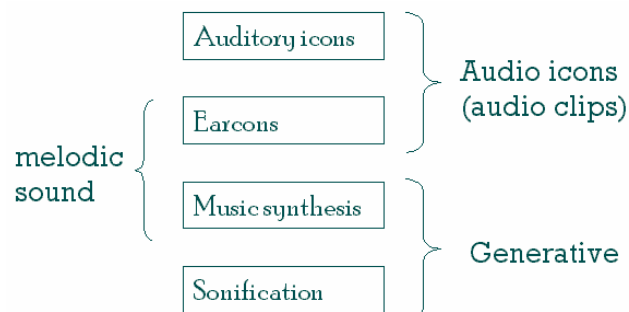 Auditory icons
Audio icons
(audio clips)
Earcons
melodic
sound
Music synthesis
Generative
Sonification